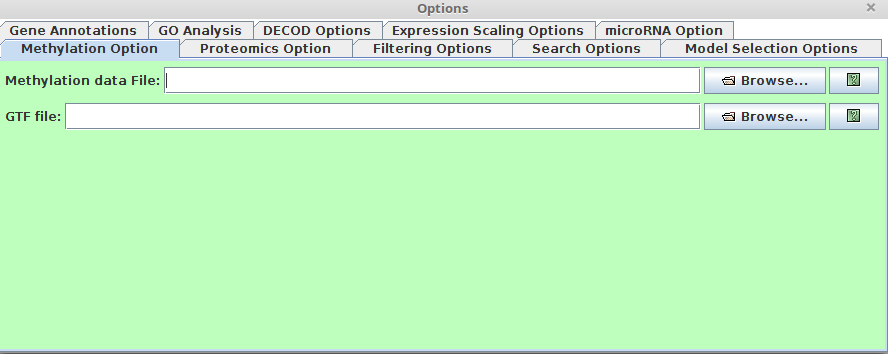 Options
Gene Annotations GO Analysis DECOD Options Expression Scaling Options microRNA Option
Methylation Option Proteomics Option Filtering Options Search Options Model Selection Options
Methylation data File: Browse...
GTF file: Browse...